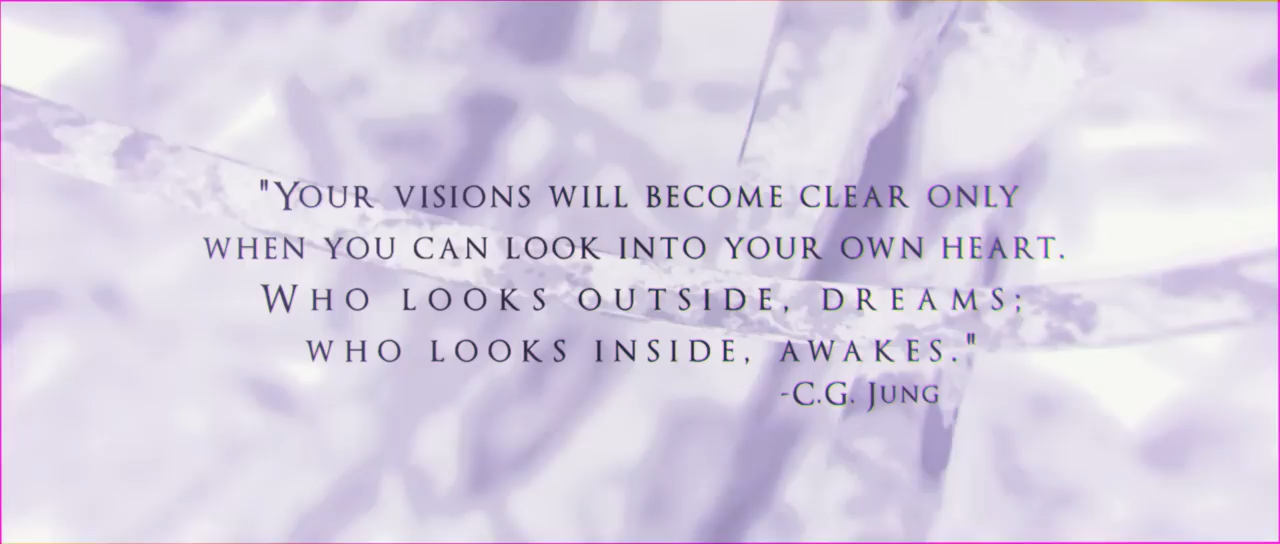 "Your visions will become clear only
when you can look into your own heart.
Who looks outside, dreams;
who looks inside, awakes."
-C.G. Jung